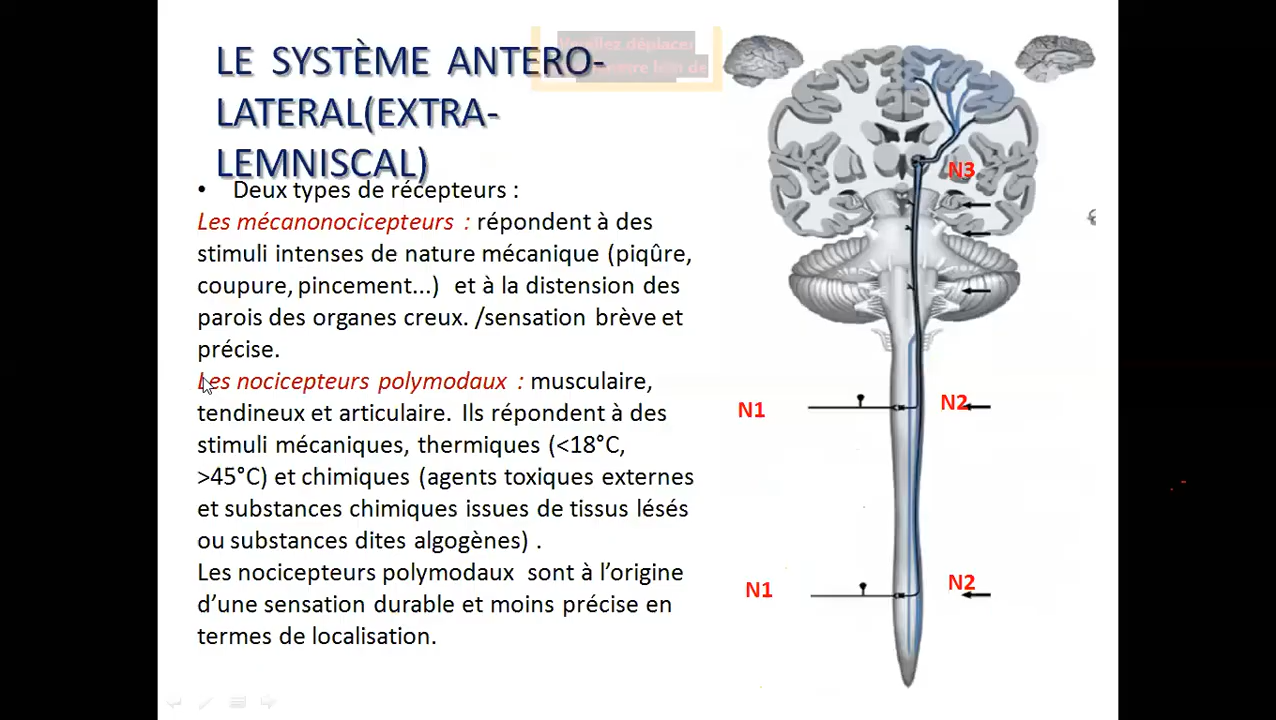 LE SYSTÈME ANTERO-
LATERAL(EXTRA-
LEMNISCAL)
• Deux types de récepteurs :
Les mécanonocicepteurs : répondent à des
stimuli intenses de nature mécanique (piqûre,
coupure, pincement...) et à la distension des
parois des organes creux. /sensation brève et
précise.
Les nocicepteurs polymodaux : musculaire,
tendineux et articulaire. Ils répondent à des
stimuli mécaniques, thermiques (<18°C,
>45°C) et chimiques (agents toxiques externes
et substances chimiques issues de tissus lésés
ou substances dites algogènes) .
Les nocicepteurs polymodaux sont à l’origine
d’une sensation durable et moins précise en
termes de localisation.
déplacer
loin de
N3
N1
N2
N1
N2